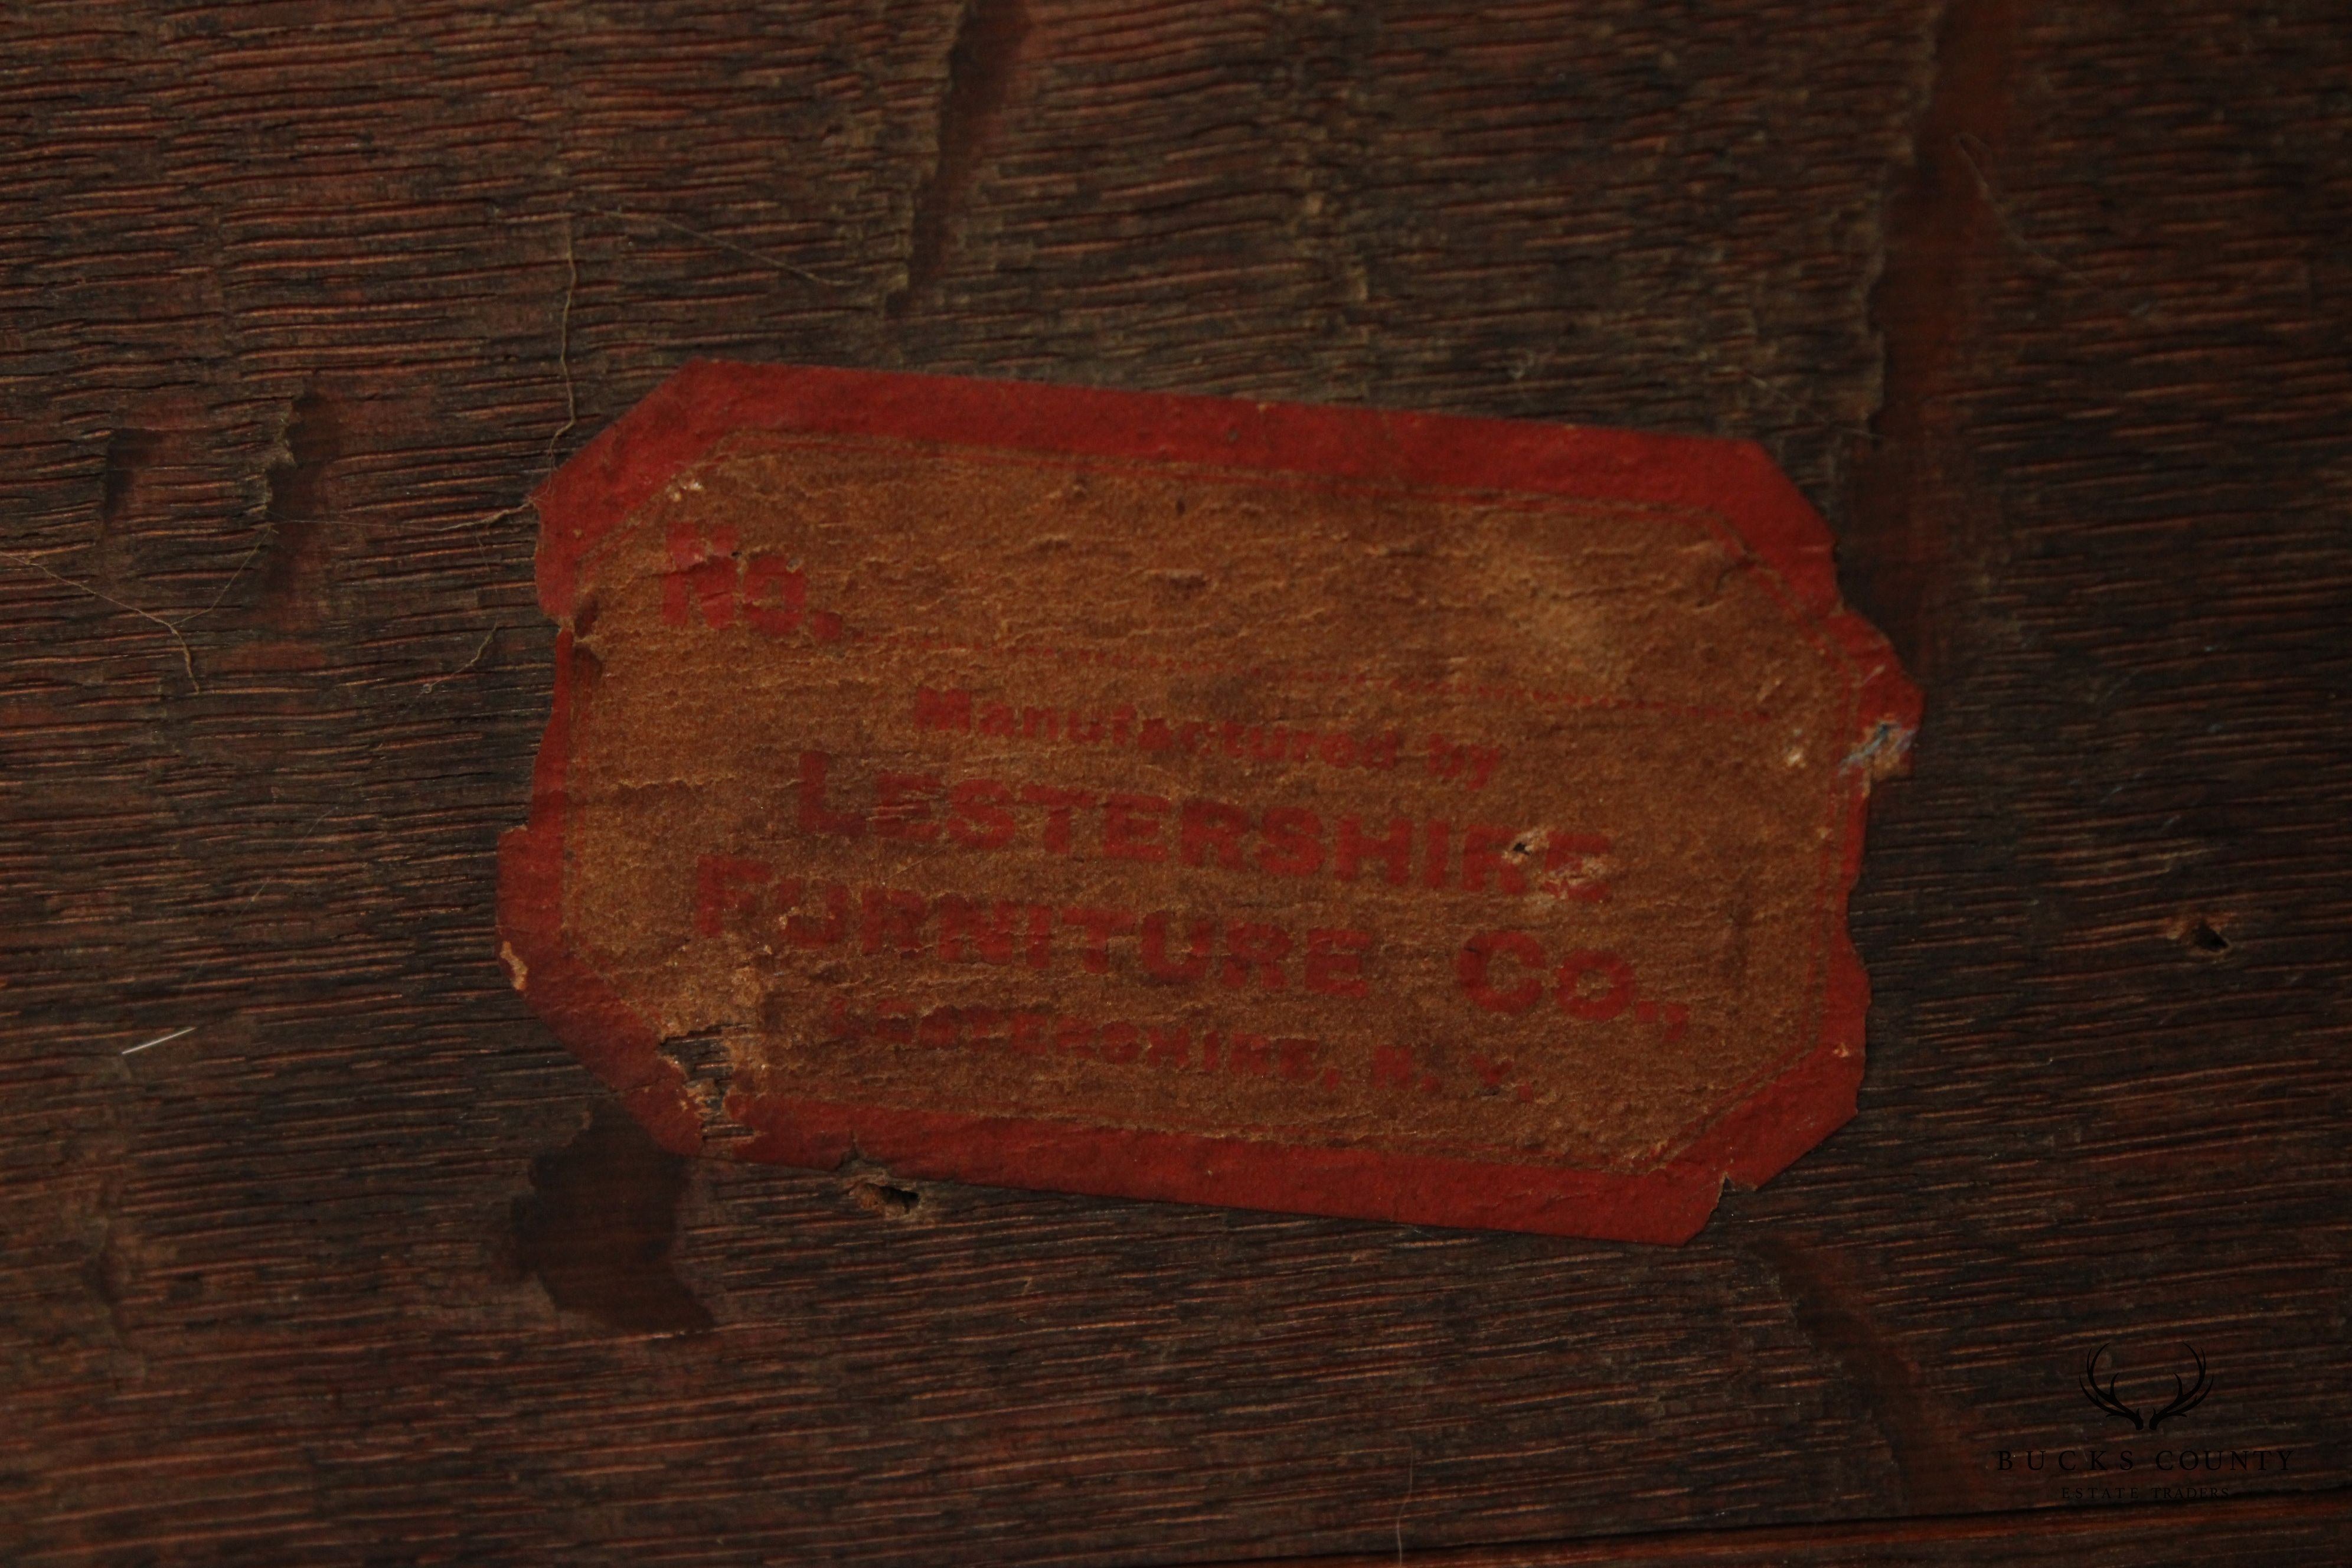 No.
Manufactured by
LESTERSHIRE
FURNITURE CO.,
LESTERSHIRE, N. Y.
BUCKS COUNTY
ESTATE TRADERS